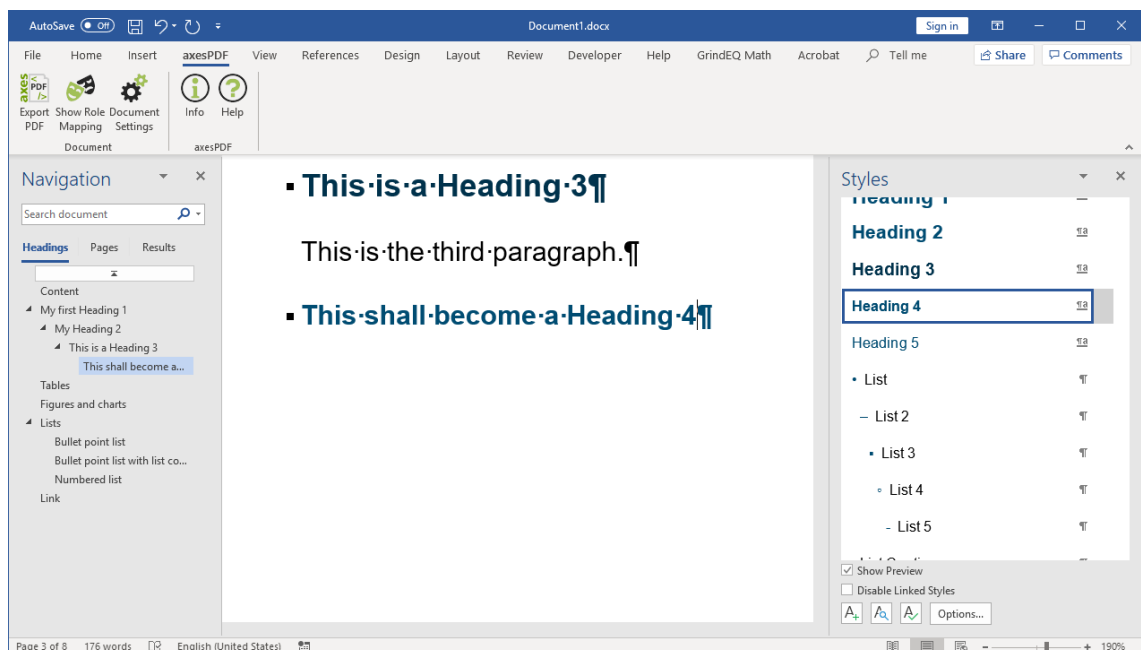 AutoSave Off Document1.docx Sign in
File Home Insert axesPDF View References Design Layout Review Developer Help GrindEQ Math Acrobat Tell me Share Comments
axes PDF
Export PDF
Show Role Mapping
Document Settings
Info
Help
Document axesPDF
Navigation
Search document
Headings Pages Results
Content
My first Heading 1
My Heading 2
This is a Heading 3
This shall become a...
Tables
Figures and charts
Lists
Bullet point list
Bullet point list with list co...
Numbered list
Link
▪ This·is·a·Heading·3¶
This·is·the·third·paragraph.¶
▪ This·shall·become·a·Heading·4¶
Styles
Heading 1
Heading 2 ¶a
Heading 3 ¶a
Heading 4 ¶a
Heading 5 ¶a
• List ¶
– List 2 ¶
▪ List 3 ¶
◦ List 4 ¶
- List 5 ¶
Show Preview
Disable Linked Styles
Options...
Page 3 of 8 176 words English (United States) 190%